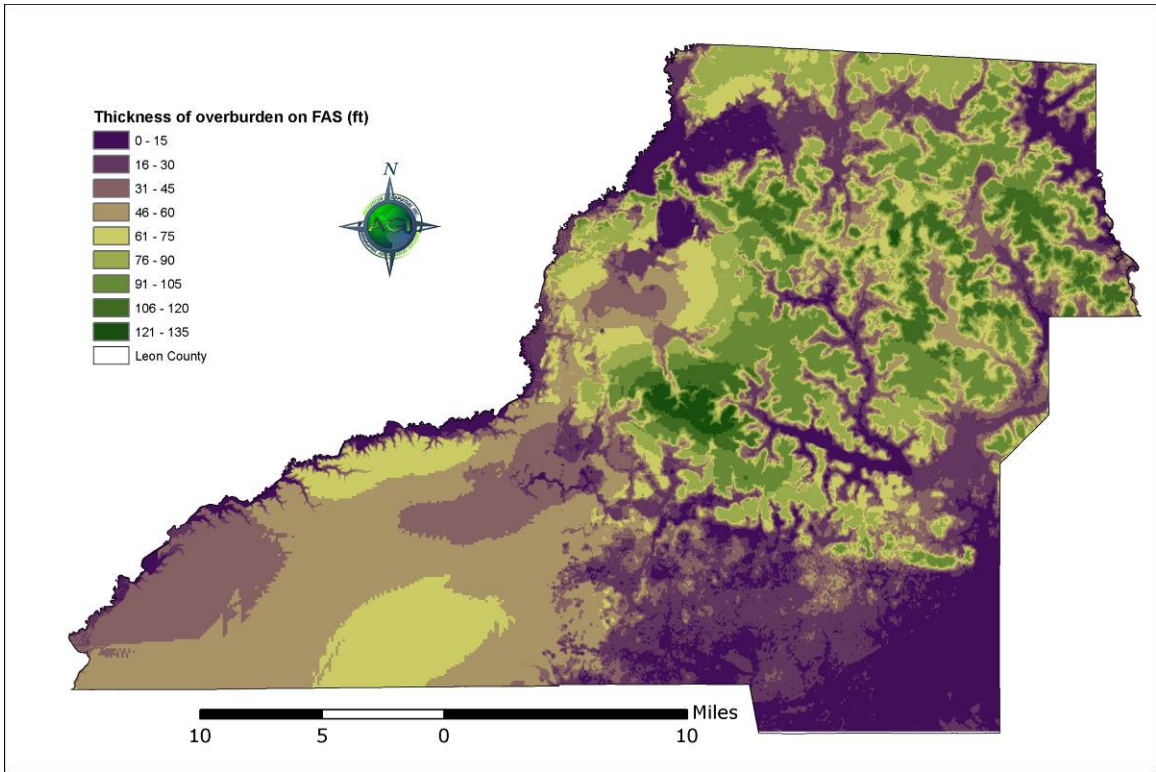 Thickness of overburden on FAS (ft)
0 - 15
16 - 30
31 - 45
46 - 60
61 - 75
76 - 90
91 - 105
106 - 120
121 - 135
Leon County
N
AGI
Miles
10 5 0 10